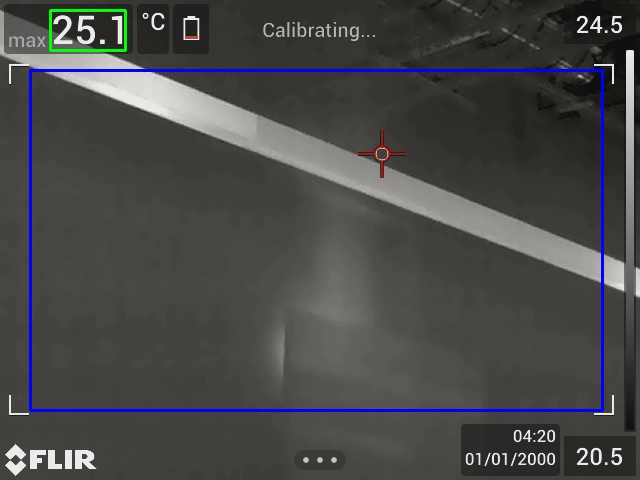 max 25.1 °C
Calibrating...
24.5
FLIR
● ● ●
04:20
01/01/2000
20.5